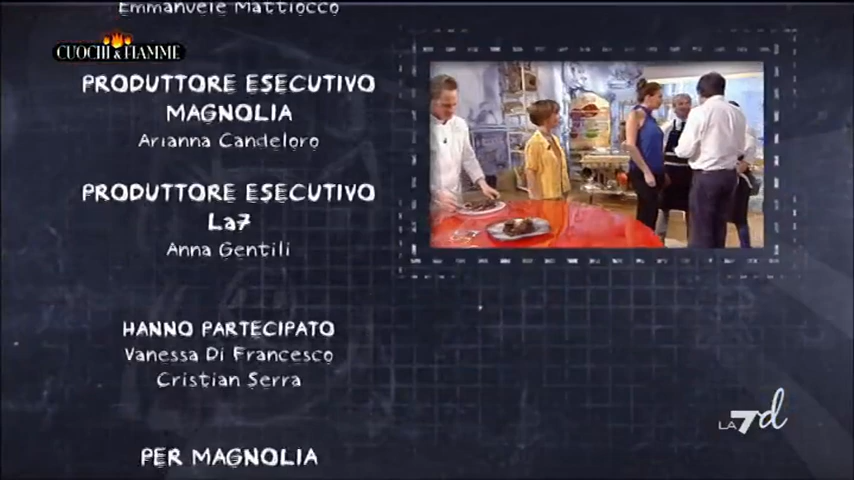 Emmanuele Mattiocco
CUOCHI & FIAMME
PRODUTTORE ESECUTIVO
MAGNOLIA
Arianna Candeloro
PRODUTTORE ESECUTIVO
La7
Anna Gentili
HANNO PARTECIPATO
Vanessa Di Francesco
Cristian Serra
PER MAGNOLIA
LA7d